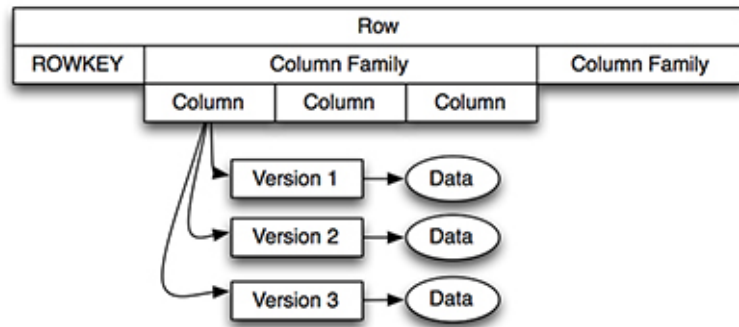 Row
ROWKEY Column Family Column Family
Column Column Column
Version 1 Data
Version 2 Data
Version 3 Data